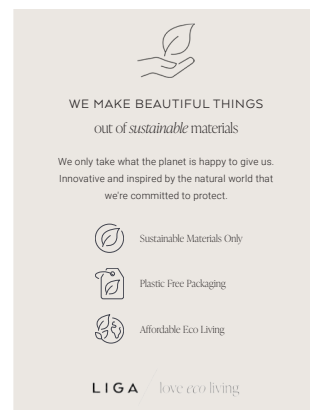 WE MAKE BEAUTIFUL THINGS
out of sustainable materials
We only take what the planet is happy to give us.
Innovative and inspired by the natural world that
we're committed to protect.
Sustainable Materials Only
Plastic Free Packaging
Affordable Eco Living
LIGA / love eco living